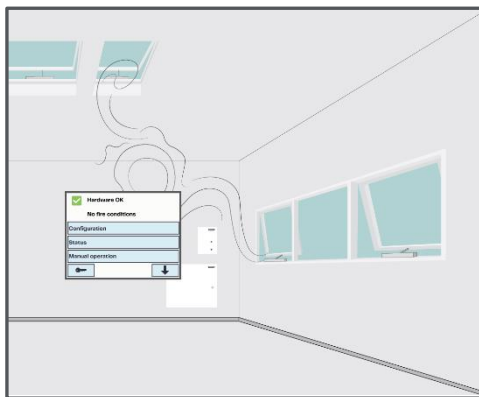 Hardware OK
No fire conditions
Configuration
Status
Manual operation